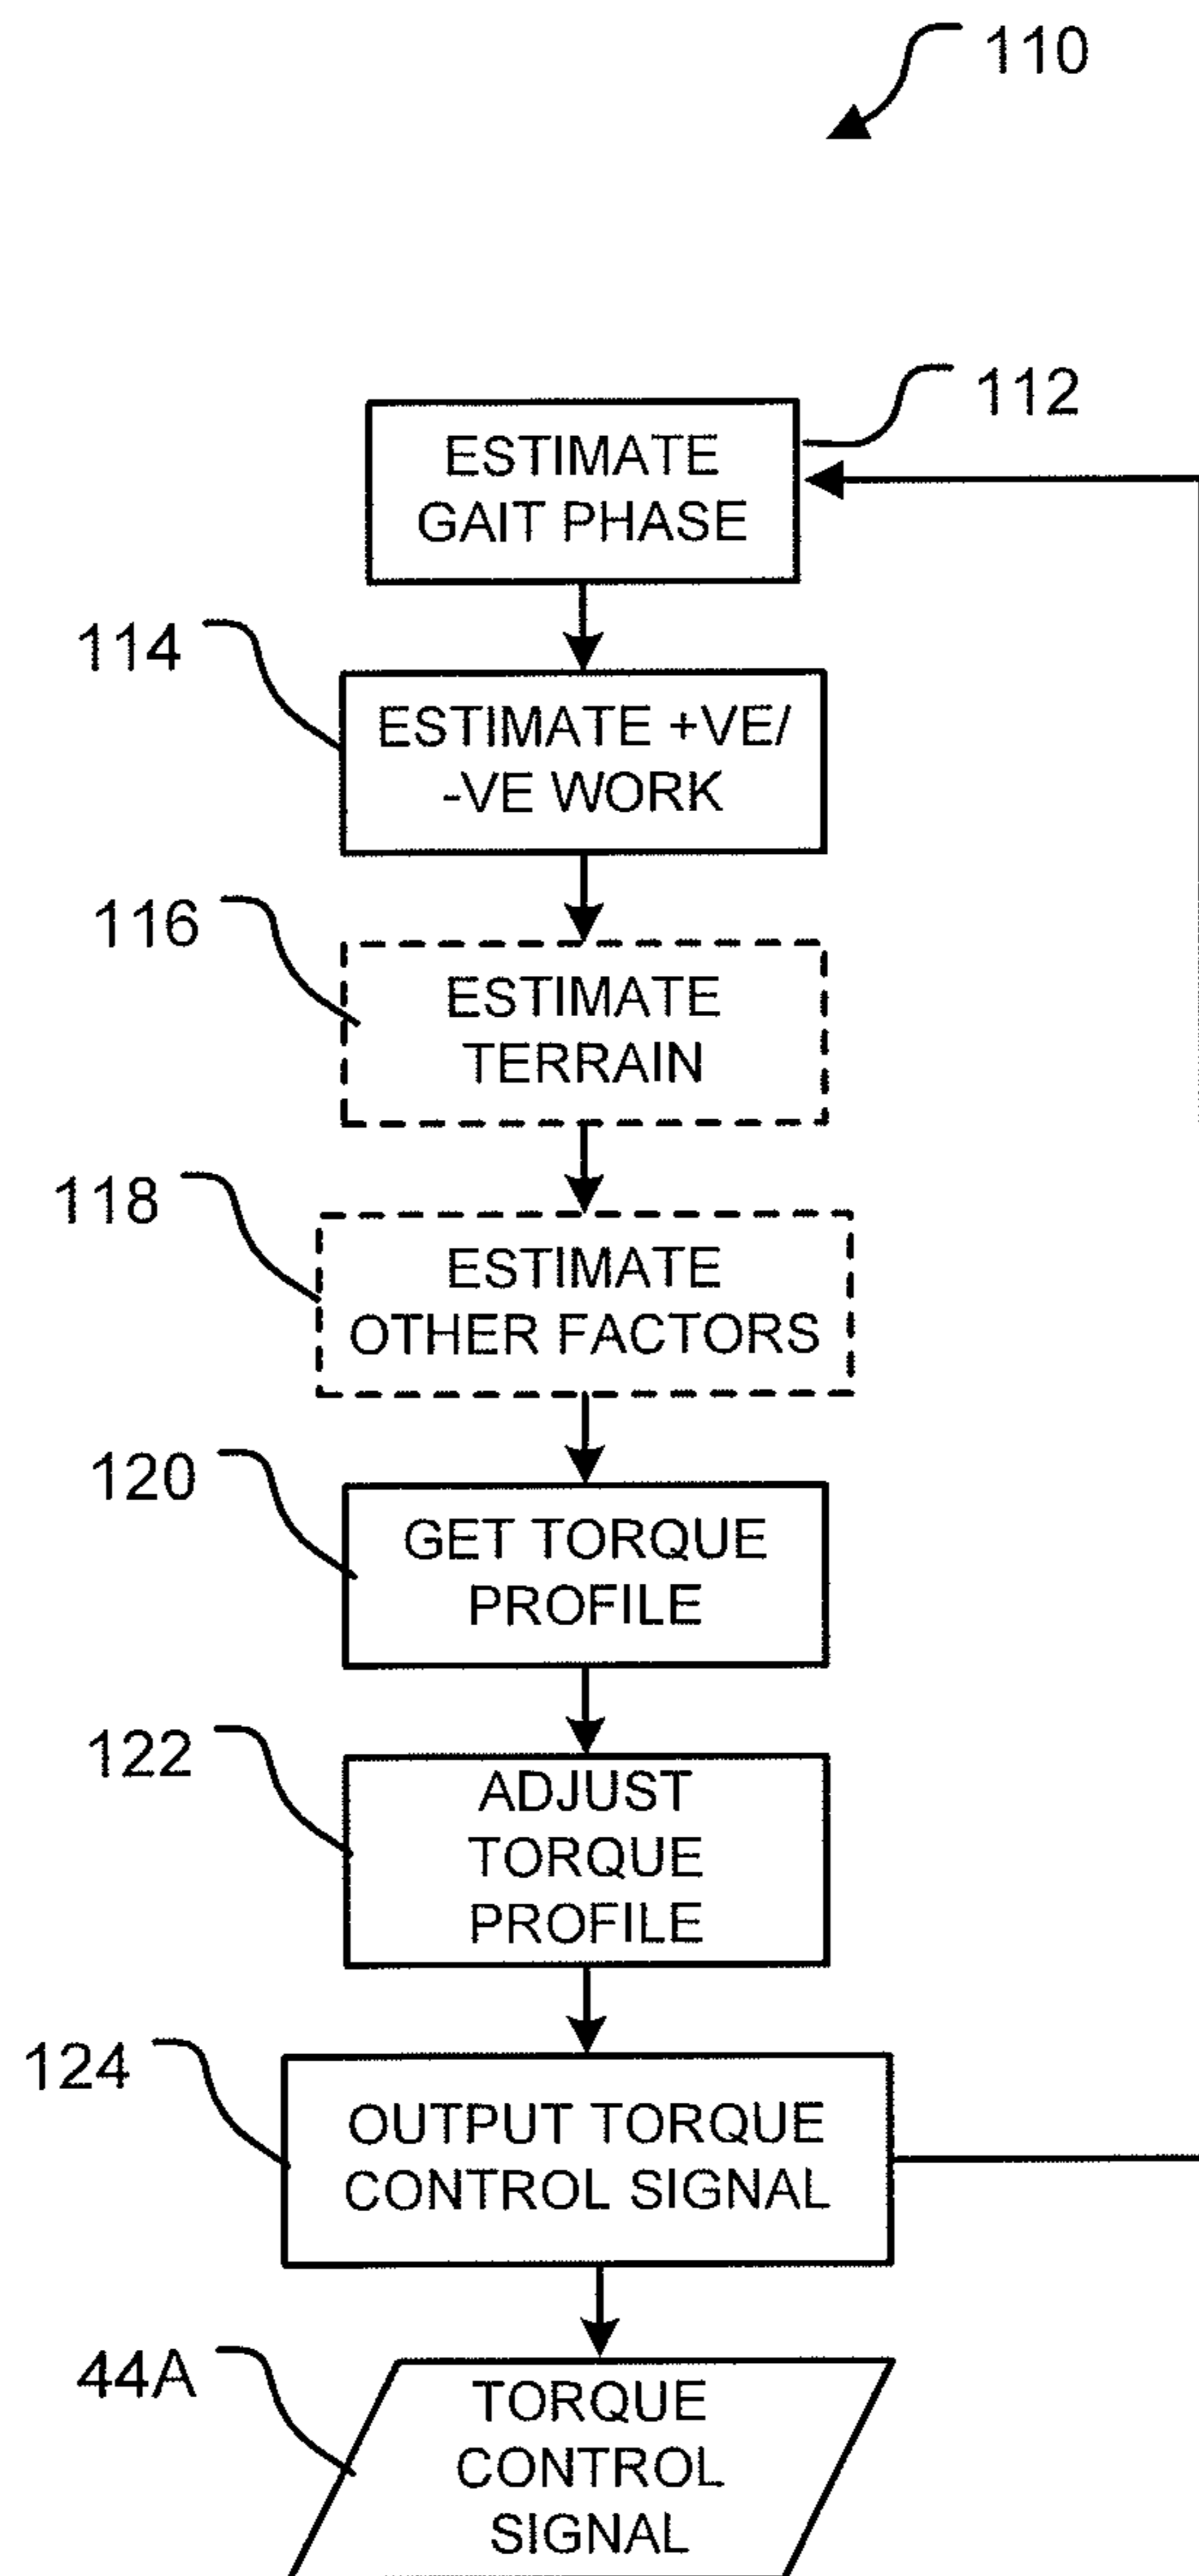 110
112
ESTIMATE
GAIT PHASE
114
ESTIMATE +VE/
-VE WORK
116
ESTIMATE
TERRAIN
118
ESTIMATE
OTHER FACTORS
120
GET TORQUE
PROFILE
122
ADJUST
TORQUE
PROFILE
124
OUTPUT TORQUE
CONTROL SIGNAL
44A
TORQUE
CONTROL
SIGNAL